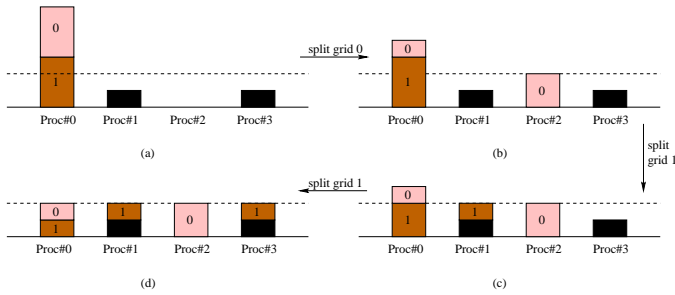 0
1
Proc#0 Proc#1 Proc#2 Proc#3
(a)
split grid 0
0
1
0
Proc#0 Proc#1 Proc#2 Proc#3
(b)
split
grid 1
split grid 1
0
1
1
0
1
Proc#0 Proc#1 Proc#2 Proc#3
(d)
0
1
1
0
Proc#0 Proc#1 Proc#2 Proc#3
(c)